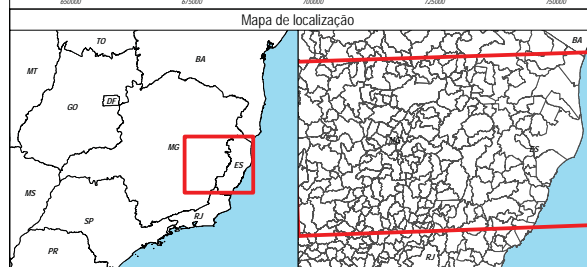 650000 675000 700000 725000 750000
Mapa de localização
TO
BA
MT
GO
DF
MG
ES
MS
SP
RJ
PR
BA
MG
ES
RJ